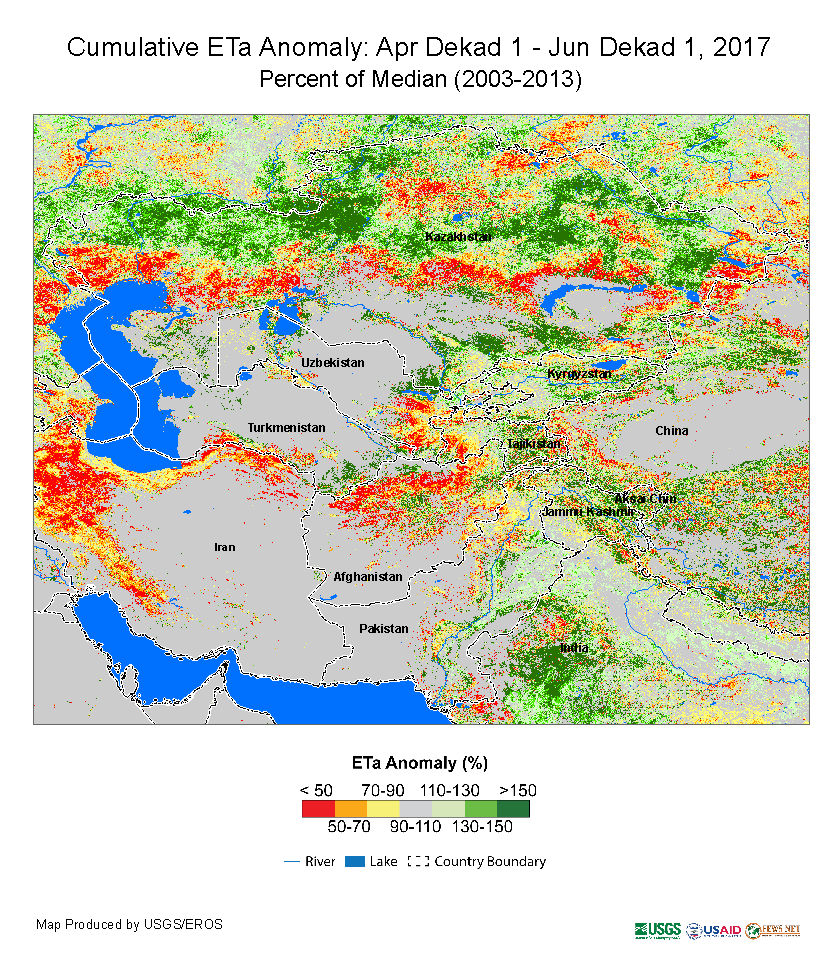 Cumulative ETa Anomaly: Apr Dekad 1 - Jun Dekad 1, 2017
Percent of Median (2003-2013)
Kazakhstan
Uzbekistan
Kyrgyzstan
Turkmenistan
China
Tajikistan
Aksai Chin
Jammu Kashmir
Iran
Afghanistan
Pakistan
India
ETa Anomaly (%)
< 50 70-90 110-130 >150
50-70 90-110 130-150
River Lake Country Boundary
Map Produced by USGS/EROS
USGS USAID FEWS NET